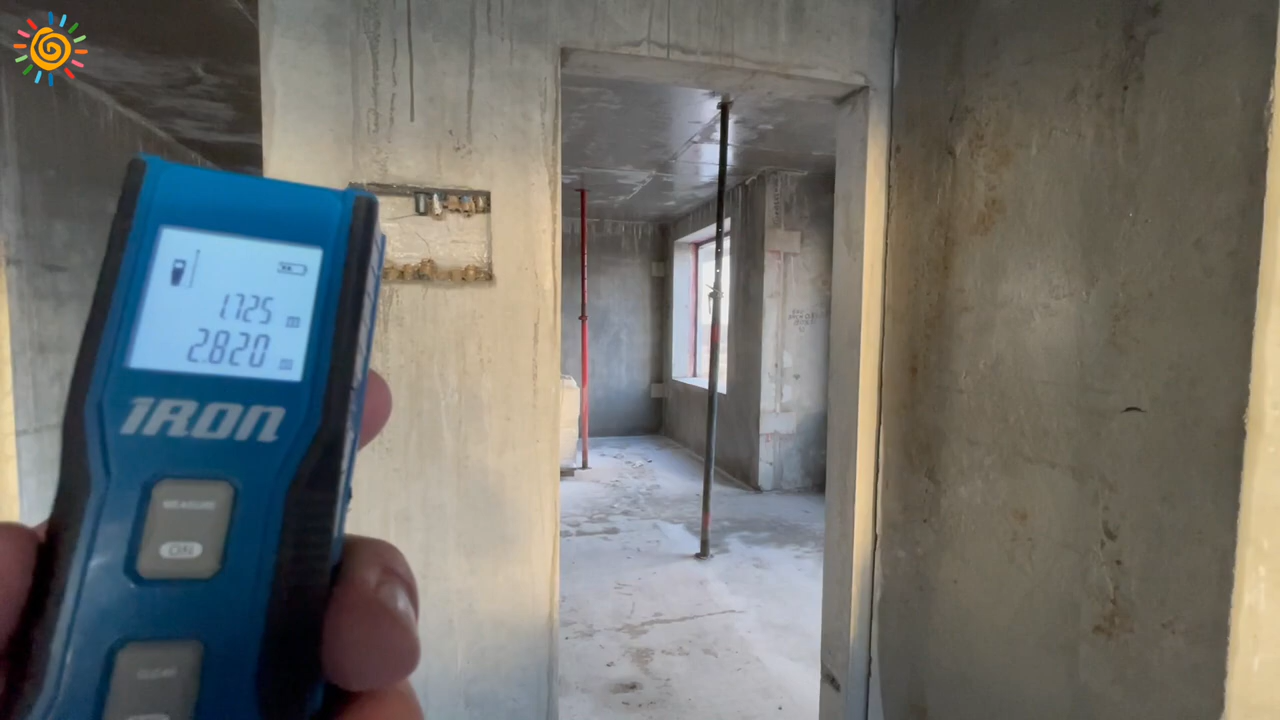 1.725 m
2.820 m
IRON
MEASURE
ON